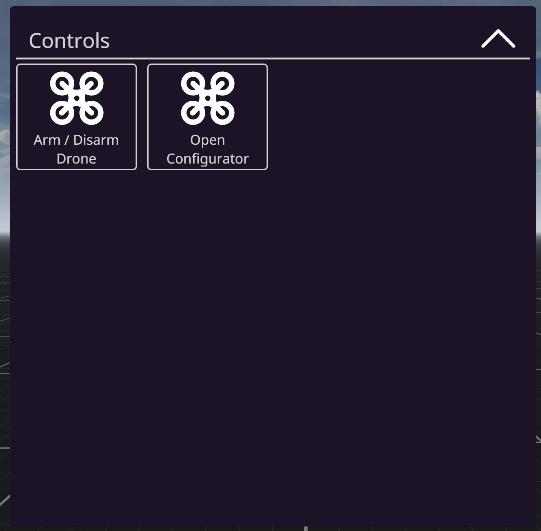 Controls
Arm / Disarm
Drone
Open
Configurator